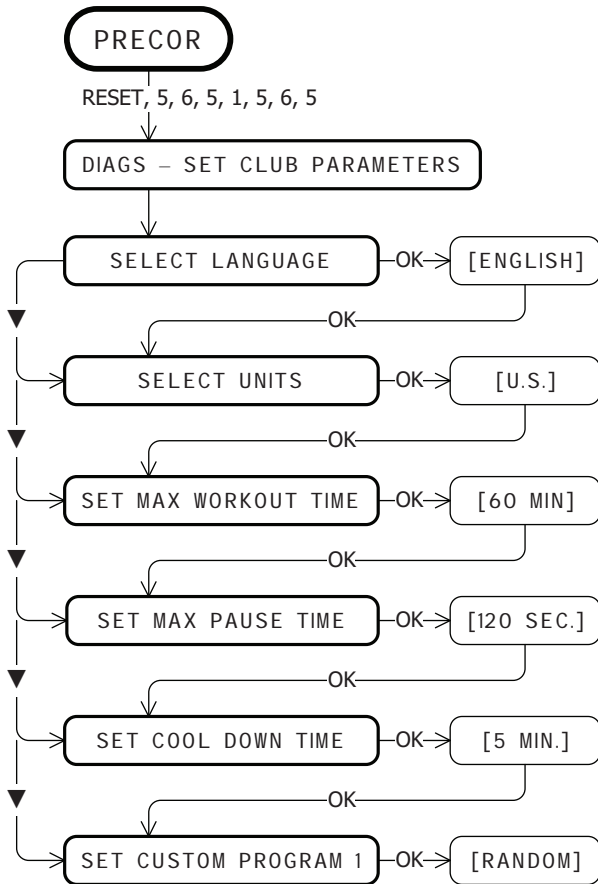 PRECOR
RESET, 5, 6, 5, 1, 5, 6, 5
DIAGS – SET CLUB PARAMETERS
SELECT LANGUAGE OK [ENGLISH]
OK
SELECT UNITS OK [U.S.]
OK
SET MAX WORKOUT TIME OK [60 MIN]
OK
SET MAX PAUSE TIME OK [120 SEC.]
OK
SET COOL DOWN TIME OK [5 MIN.]
OK
SET CUSTOM PROGRAM 1 OK [RANDOM]